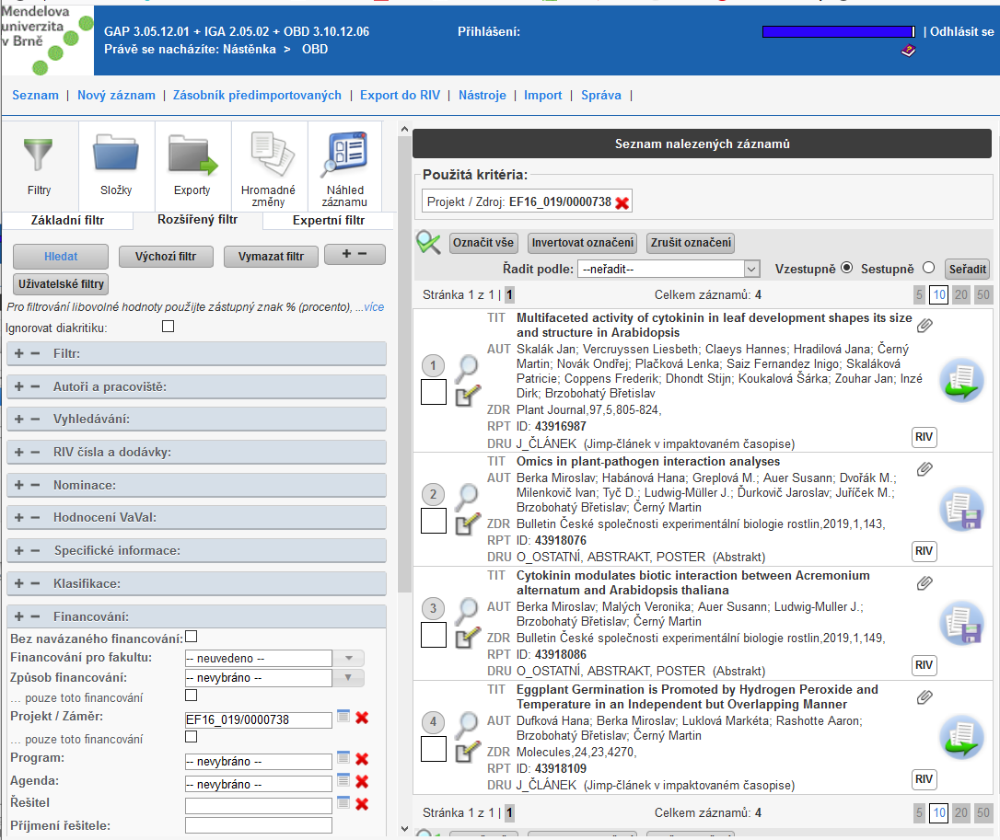 Mendelova
univerzita
v Brně
GAP 3.05.12.01 + IGA 2.05.02 + OBD 3.10.12.06
Právě se nacházíte: Nástěnka > OBD
Přihlášení:
| Odhlásit se
Seznam | Nový záznam | Zásobník předimportovaných | Export do RIV | Nástroje | Import | Správa |
Filtry
Složky
Exporty
Hromadné
změny
Náhled
záznamu
Základní filtr
Rozšířený filtr
Expertní filtr
Hledat
Výchozí filtr
Vymazat filtr
+ −
Uživatelské filtry
Pro filtrování libovolné hodnoty použijte zástupný znak % (procento), ...více
Ignorovat diakritiku:
+ − Filtr:
+ − Autoři a pracoviště:
+ − Vyhledávání:
+ − RIV čísla a dodávky:
+ − Nominace:
+ − Hodnocení VaVaI:
+ − Specifické informace:
+ − Klasifikace:
+ − Financování:
Bez navázaného financování:
Financování pro fakultu: -- neuvedeno --
Způsob financování: -- nevybráno --
... pouze toto financování
Projekt / Záměr: EF16_019/0000738
... pouze toto financování
Program: -- nevybráno --
Agenda: -- nevybráno --
Řešitel
Příjmení řešitele:
Seznam nalezených záznamů
Použitá kritéria:
Projekt / Zdroj: EF16_019/0000738
Označit vše
Invertovat označení
Zrušit označení
Řadit podle: --neřadit-- Vzestupně Sestupně Seřadit
Stránka 1 z 1 | 1 Celkem záznamů: 4 5 10 20 50
1
TIT Multifaceted activity of cytokinin in leaf development shapes its size
and structure in Arabidopsis
AUT Skalák Jan; Vercruyssen Liesbeth; Claeys Hannes; Hradilová Jana; Černý
Martin; Novák Ondřej; Plačková Lenka; Saiz Fernandez Inigo; Skaláková
Patricie; Coppens Frederik; Dhondt Stijn; Koukalová Šárka; Zouhar Jan; Inzé
Dirk; Brzobohatý Břetislav
ZDR Plant Journal,97,5,805-824,
RPT ID: 43916987
DRU J_ČLÁNEK (Jimp-článek v impaktovaném časopise)
RIV
2
TIT Omics in plant-pathogen interaction analyses
AUT Berka Miroslav; Habánová Hana; Greplová M.; Auer Susann; Dvořák M.;
Milenkovič Ivan; Tyč D.; Ludwig-Müller J.; Ďurkovič Jaroslav; Juříček M.;
Brzobohatý Břetislav; Černý Martin
ZDR Bulletin České společnosti experimentální biologie rostlin,2019,1,143,
RPT ID: 43918076
DRU O_OSTATNÍ, ABSTRAKT, POSTER (Abstrakt)
RIV
3
TIT Cytokinin modulates biotic interaction between Acremonium
alternatum and Arabidopsis thaliana
AUT Berka Miroslav; Malých Veronika; Auer Susann; Ludwig-Muller J.;
Brzobohatý Břetislav; Černý Martin
ZDR Bulletin České společnosti experimentální biologie rostlin,2019,1,149,
RPT ID: 43918086
DRU O_OSTATNÍ, ABSTRAKT, POSTER (Abstrakt)
RIV
4
TIT Eggplant Germination is Promoted by Hydrogen Peroxide and
Temperature in an Independent but Overlapping Manner
AUT Dufková Hana; Berka Miroslav; Luklová Markéta; Rashotte Aaron;
Brzobohatý Břetislav; Černý Martin
ZDR Molecules,24,23,4270,
RPT ID: 43918109
DRU J_ČLÁNEK (Jimp-článek v impaktovaném časopise)
RIV
Stránka 1 z 1 | 1 Celkem záznamů: 4 5 10 20 50